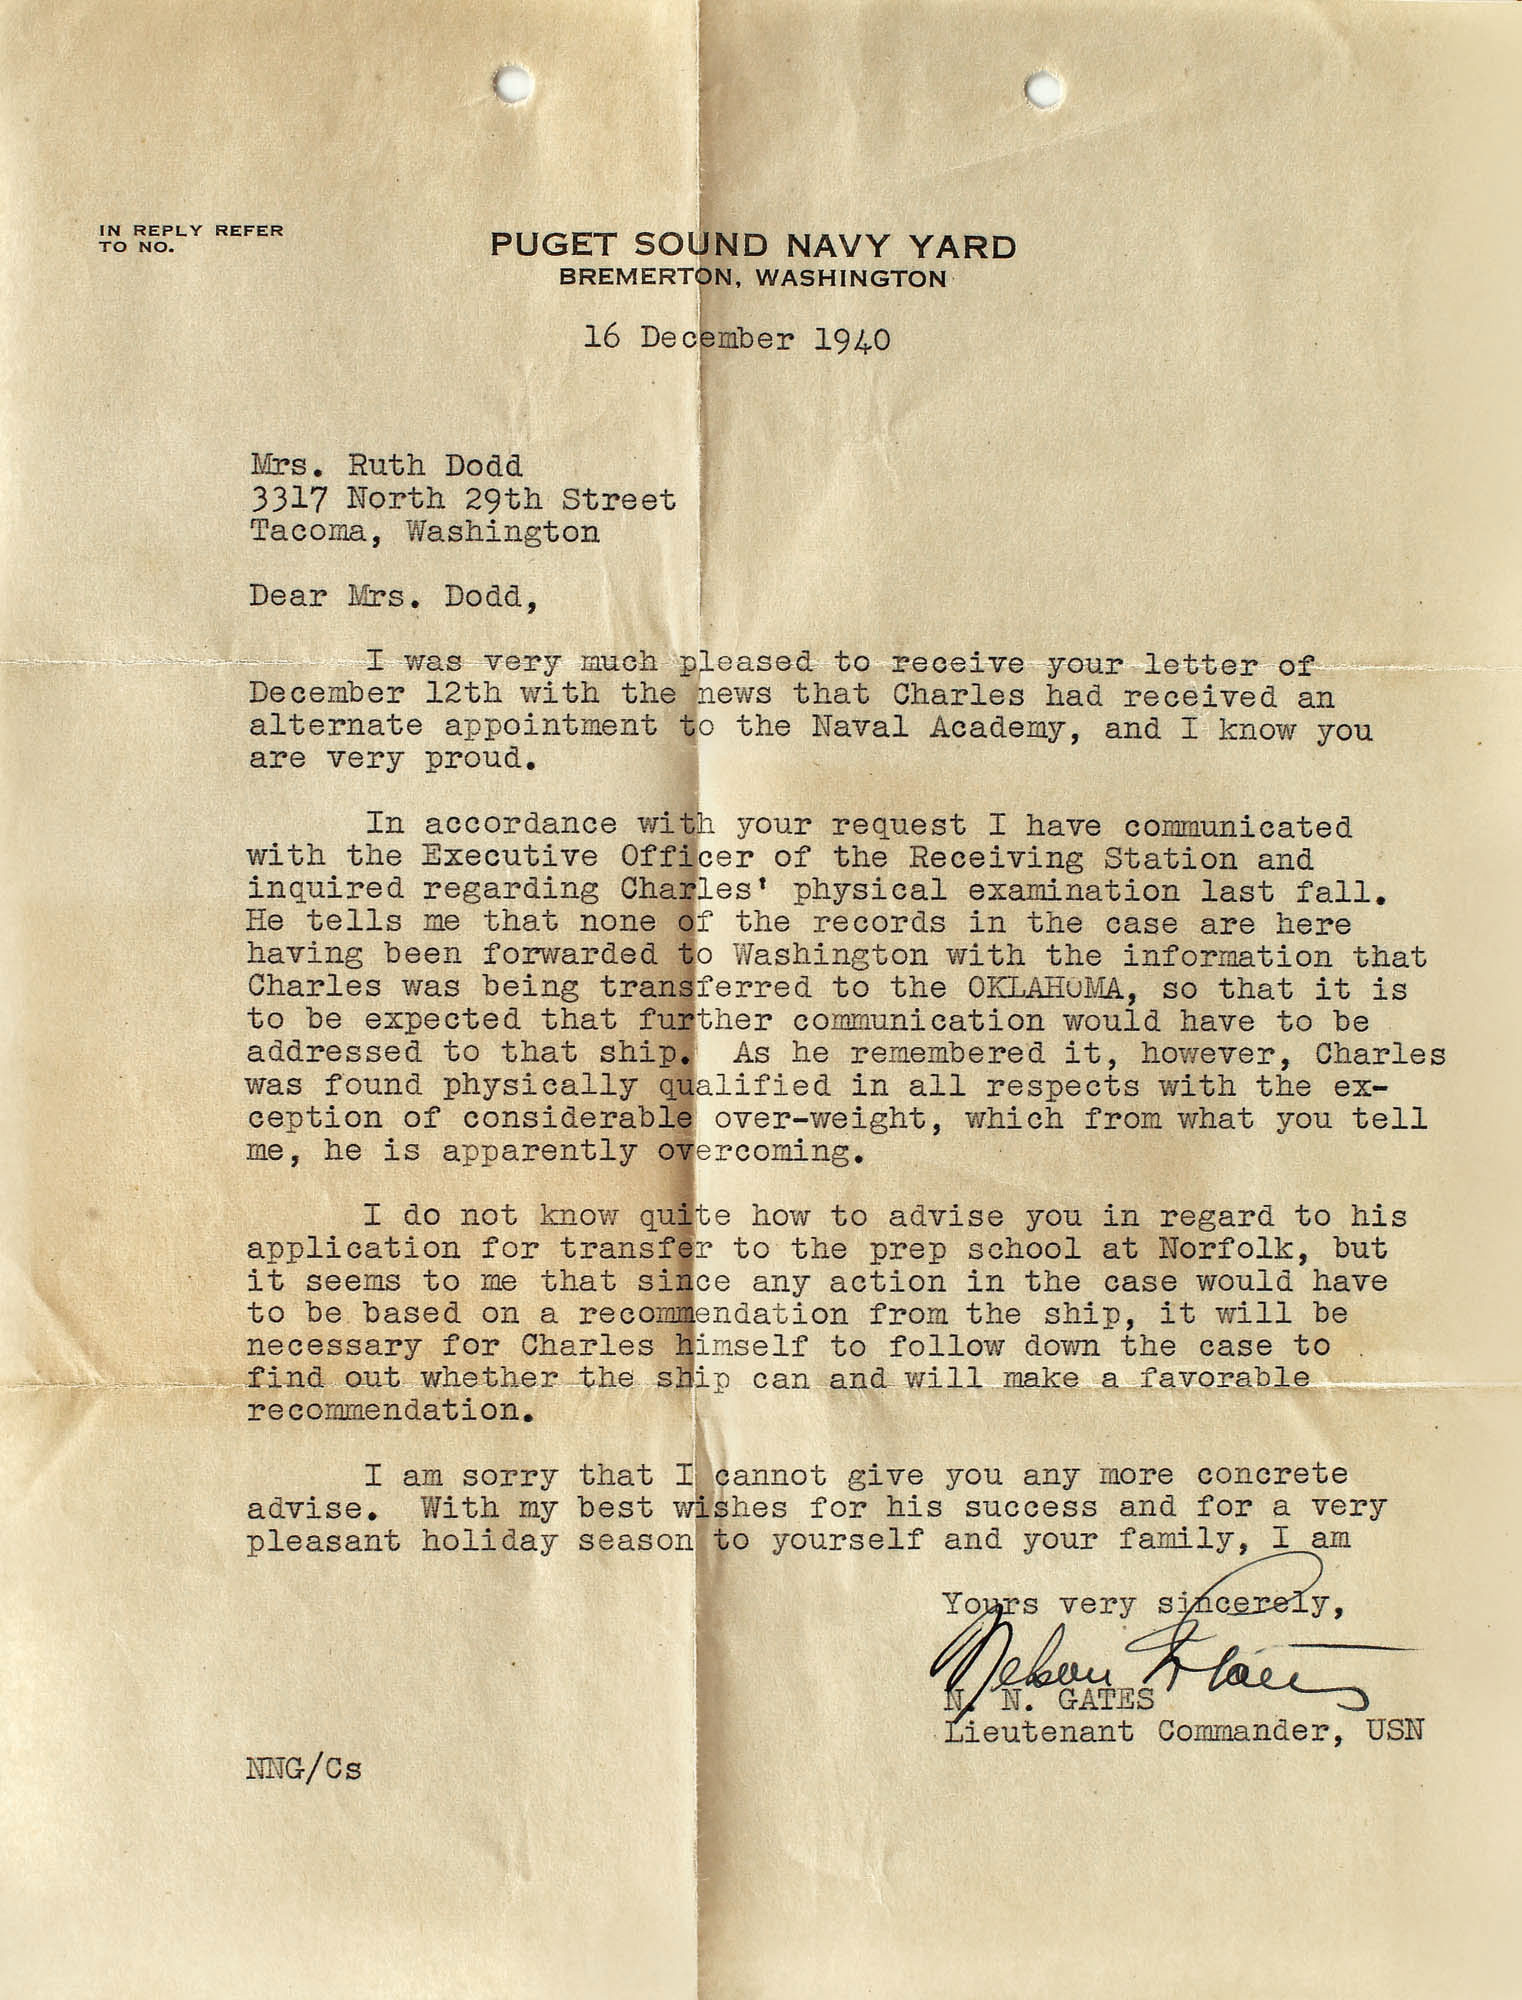 IN REPLY REFER
TO NO.
PUGET SOUND NAVY YARD
BREMERTON, WASHINGTON
16 December 1940
Mrs. Ruth Dodd
3317 North 29th Street
Tacoma, Washington
Dear Mrs. Dodd,
I was very much pleased to receive your letter of
December 12th with the news that Charles had received an
alternate appointment to the Naval Academy, and I know you
are very proud.
In accordance with your request I have communicated
with the Executive Officer of the Receiving Station and
inquired regarding Charles' physical examination last fall.
He tells me that none of the records in the case are here
having been forwarded to Washington with the information that
Charles was being transferred to the OKLAHOMA, so that it is
to be expected that further communication would have to be
addressed to that ship. As he remembered it, however, Charles
was found physically qualified in all respects with the ex-
ception of considerable over-weight, which from what you tell
me, he is apparently overcoming.
I do not know quite how to advise you in regard to his
application for transfer to the prep school at Norfolk, but
it seems to me that since any action in the case would have
to be based on a recommendation from the ship, it will be
necessary for Charles himself to follow down the case to
find out whether the ship can and will make a favorable
recommendation.
I am sorry that I cannot give you any more concrete
advise. With my best wishes for his success and for a very
pleasant holiday season to yourself and your family, I am
Yours very sincerely,
Nelson N Gates
N. N. GATES
Lieutenant Commander, USN
NNG/Cs